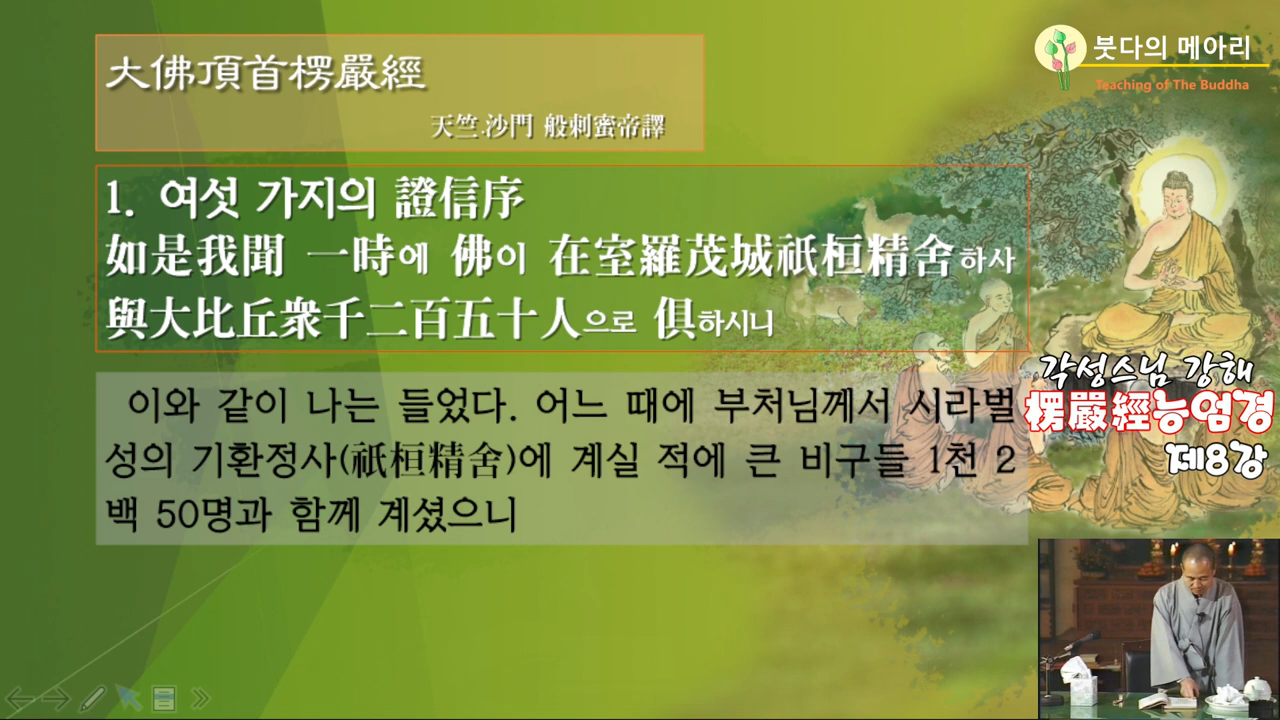 大佛頂首楞嚴經
天竺.沙門 般刺蜜帝譯
붓다의 메아리
Teaching of The Buddha
1. 여섯 가지의 證信序
如是我聞 一時에 佛이 在室羅茂城祇桓精舍하사
與大比丘衆千二百五十人으로 俱하시니
이와 같이 나는 들었다. 어느 때에 부처님께서 시라벌
성의 기환정사(祇桓精舍)에 계실 적에 큰 비구들 1천 2
백 50명과 함께 계셨으니
각성스님 강해
楞嚴經능엄경
제8강